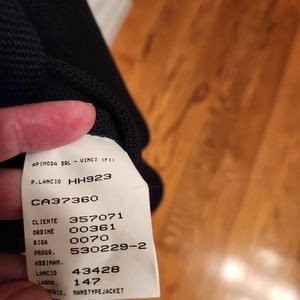 APIMODA SRL - VINCI (FI)
P.LANCIO HH923
CA37360
CLIENTE 357071
ORDINE 00361
RIGA 0070
PROGR. 530229-2
ABBINAM.
LANCIO 43428
LABOR. 147
MANSTYPEJACKET